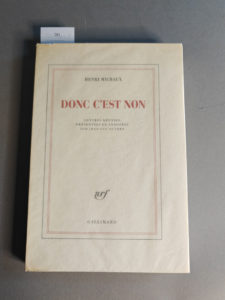 HENRI MICHAUX
DONC C'EST NON
LETTRES RÉUNIES,
PRÉSENTÉES ET ANNOTÉES
PAR JEAN-LUC OUTERS
nrf
GALLIMARD